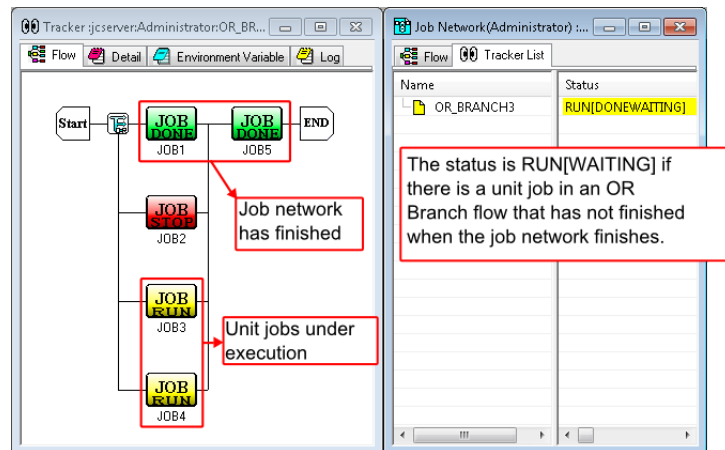 Tracker :jcserver:Administrator:OR_BR...
Flow Detail Environment Variable Log
Start OR JOB DONE JOB DONE END
JOB1 JOB5
JOB STOP
JOB2
Job network
has finished
JOB RUN
JOB3
Unit jobs under
execution
JOB RUN
JOB4
Job Network(Administrator) :...
Flow Tracker List
Name Status
OR_BRANCH3 RUN[DONEWAITING]
The status is RUN[WAITING] if
there is a unit job in an OR
Branch flow that has not finished
when the job network finishes.